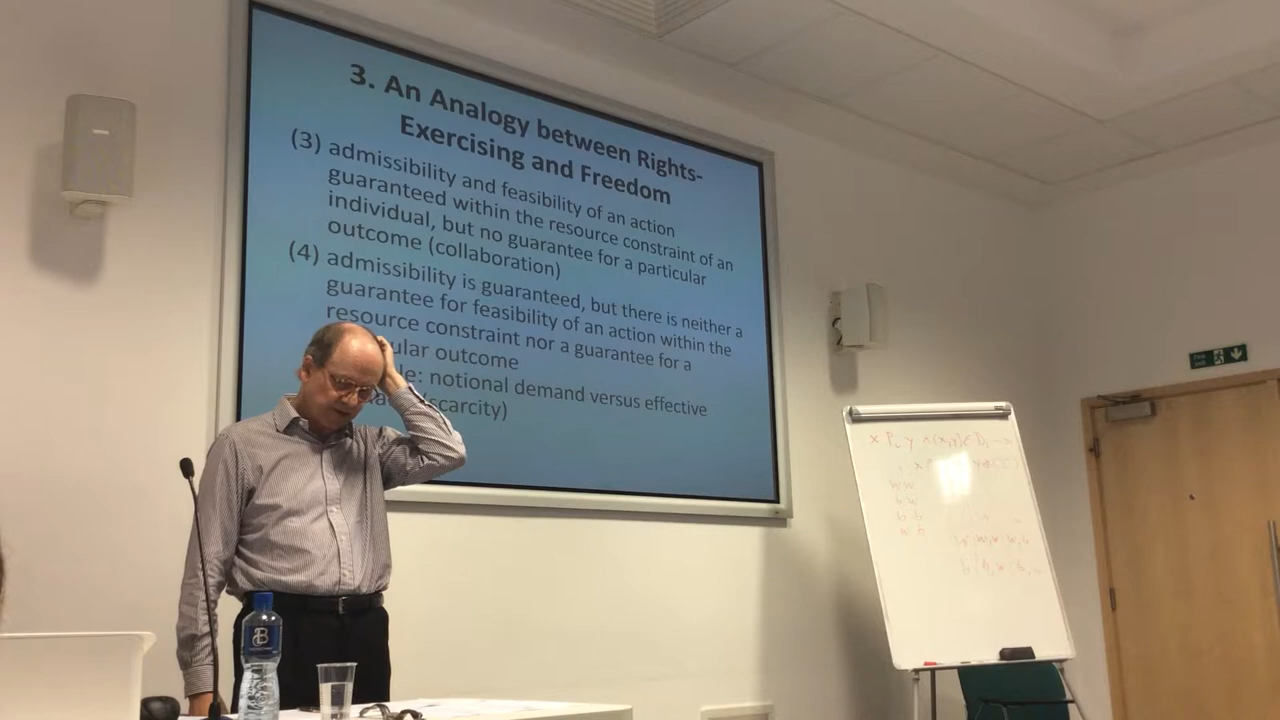 3. An Analogy between Rights-
Exercising and Freedom
(3) admissibility and feasibility of an action
guaranteed within the resource constraint of an
individual, but no guarantee for a particular
outcome (collaboration)
(4) admissibility is guaranteed, but there is neither a
guarantee for feasibility of an action within the
resource constraint nor a guarantee for a
ular outcome
le: notional demand versus effective
/scarcity)
B